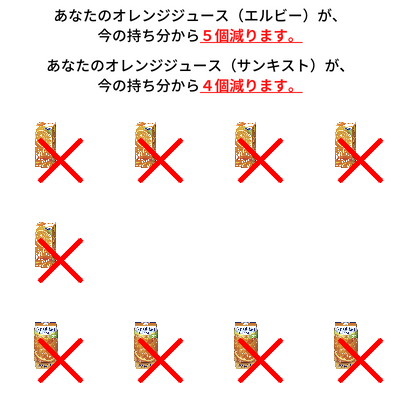 あなたのオレンジジュース（エルビー）が、
今の持ち分から５個減ります。
あなたのオレンジジュース（サンキスト）が、
今の持ち分から４個減ります。